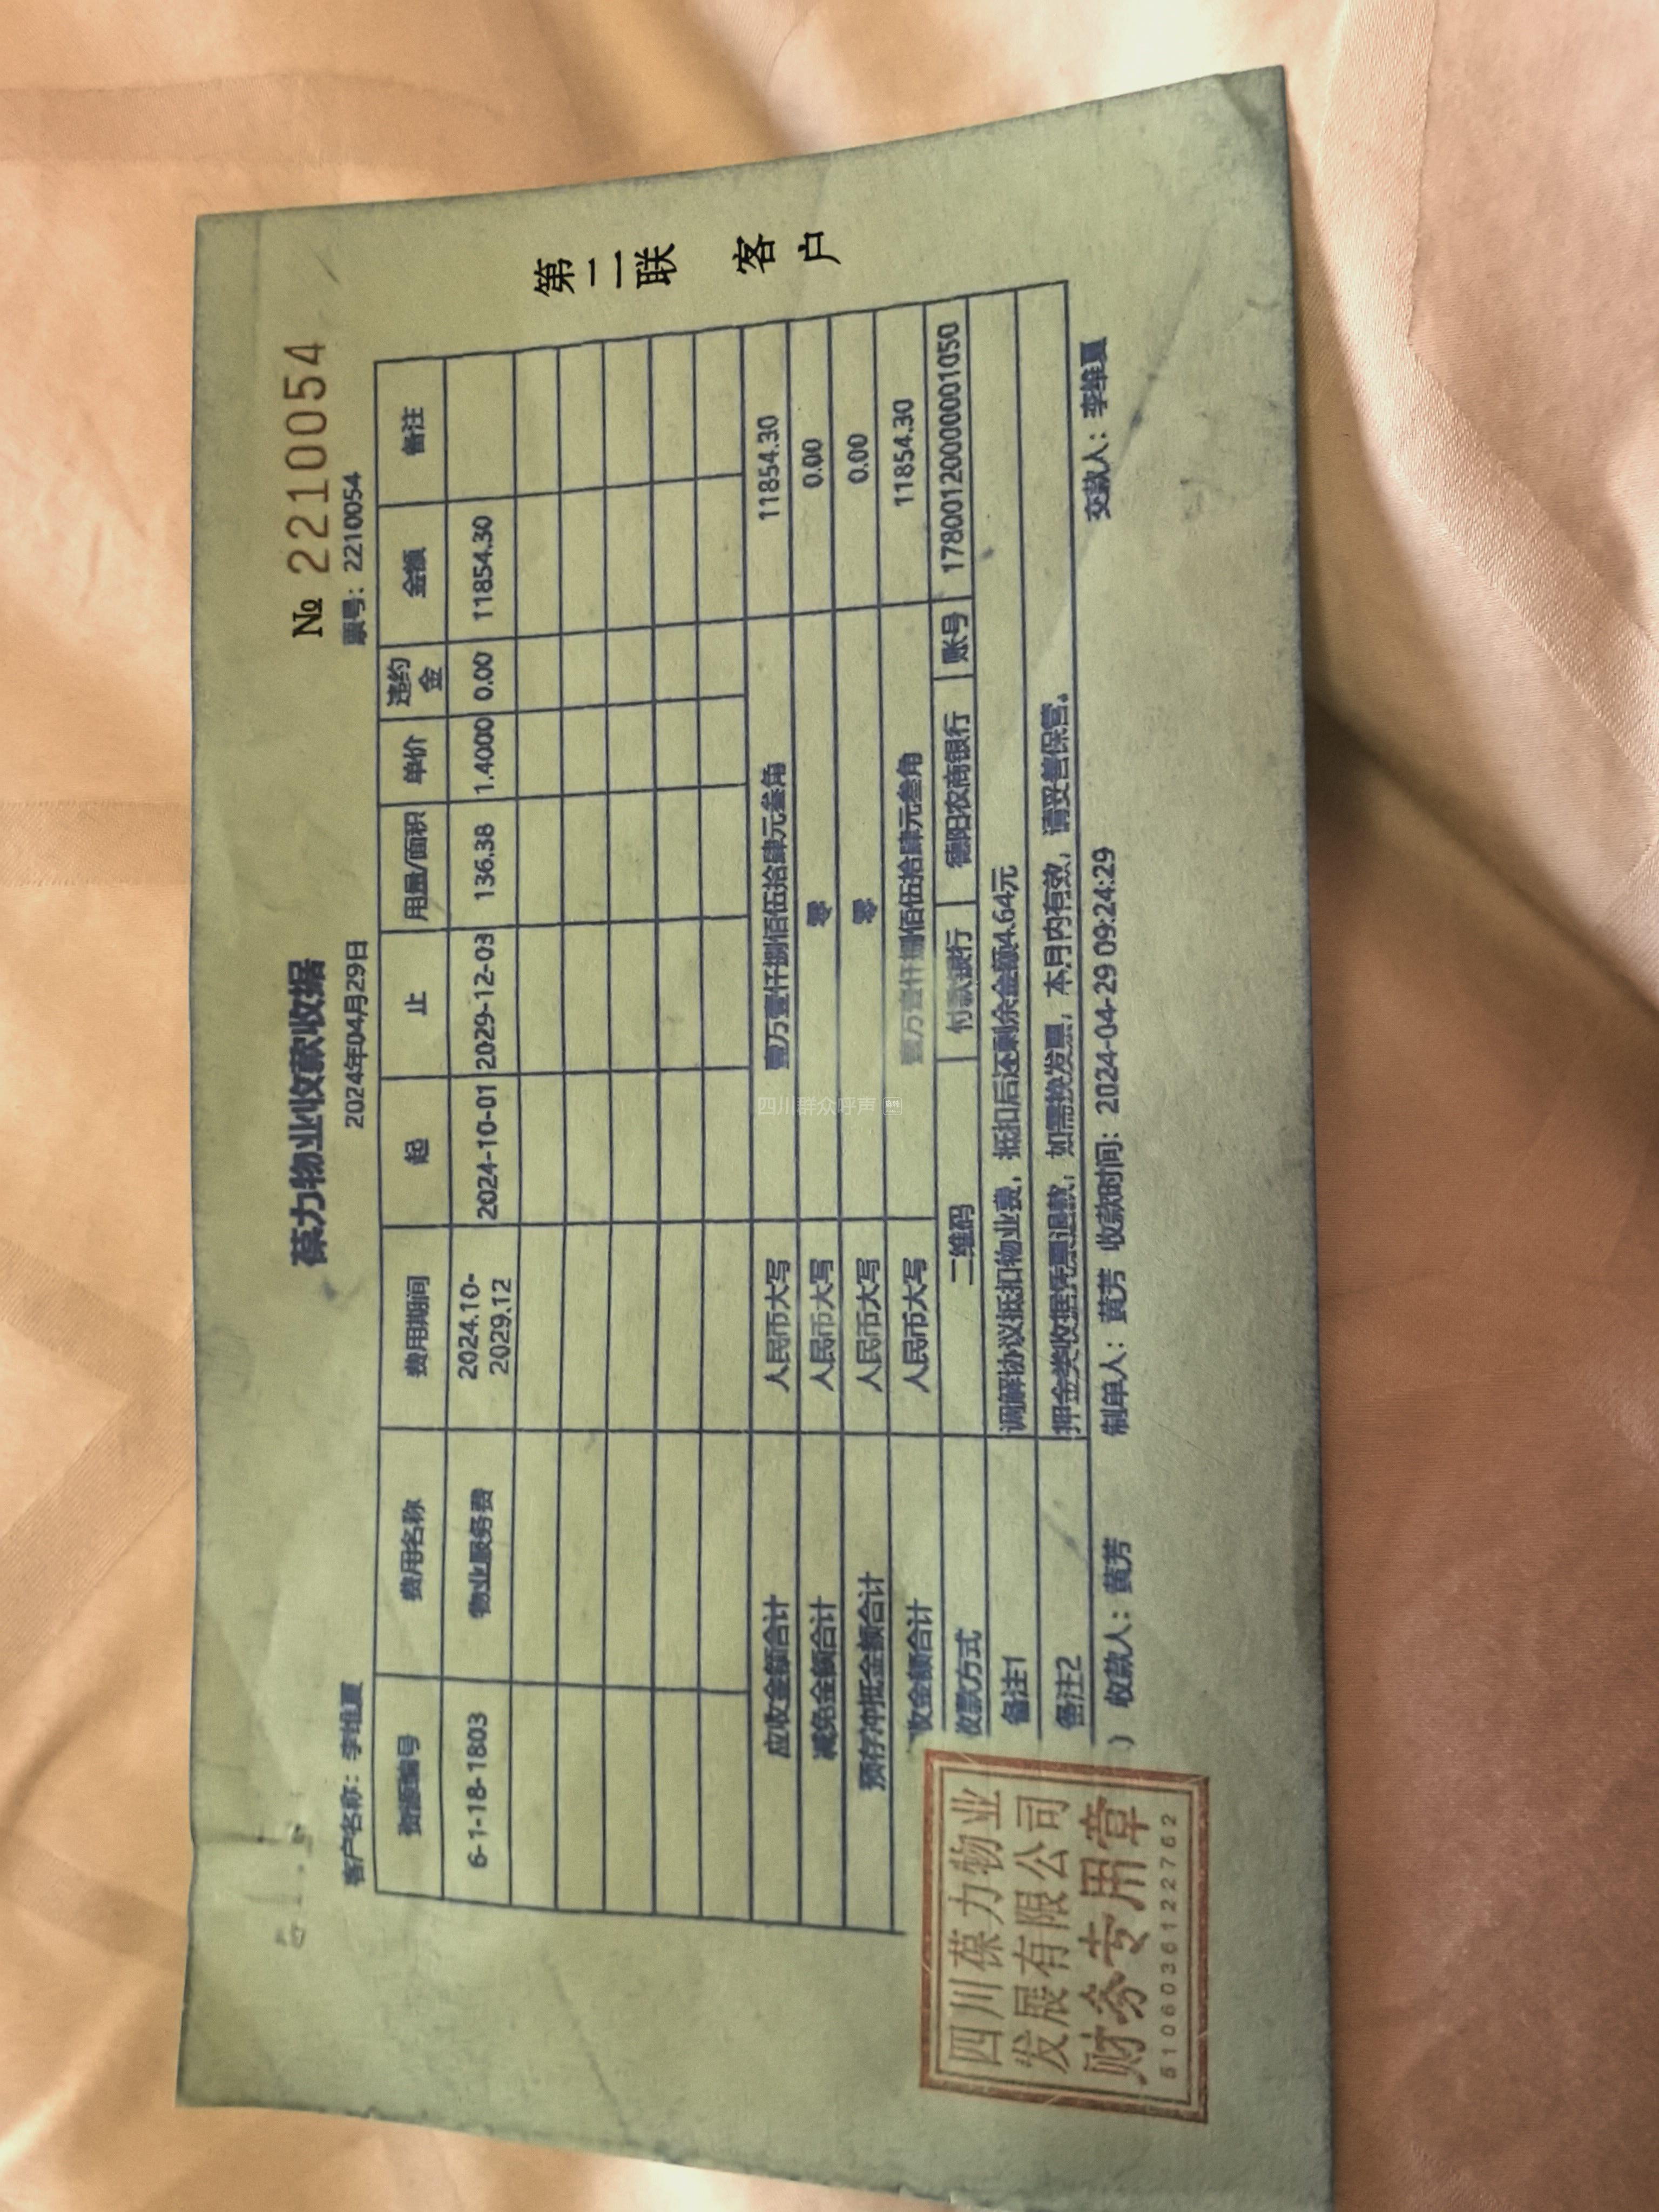 葆力物业收款收据
№ 2210054
客户名称：李维夏
2024年04月29日
票号：2210054
资源编号 费用名称 费用期间 起 止 用量/面积 单价 违约金 金额 备注
6-1-18-1803 物业服务费 2024.10-2029.12 2024-10-01 2029-12-03 136.38 1.4000 0.00 11854.30
应收金额合计 人民币大写 壹万壹仟捌佰伍拾肆元叁角 11854.30
减免金额合计 人民币大写 零 0.00
预存冲抵金额合计 人民币大写 零 0.00
收金额合计 人民币大写 壹万壹仟捌佰伍拾肆元叁角 11854.30
收款方式 二维码 付款银行 德阳农商银行 账号 17800120000001050
备注1 调解协议抵扣物业费，抵扣后还剩余金额4.64元
备注2 押金类收据凭票退款，如需换发票，本月内有效，请妥善保管。
） 收款人：黄芳 制单人：黄芳 收款时间：2024-04-29 09:24:29 交款人：李维夏
第二联 客户
四川葆力物业
发展有限公司
财务专用章
5106036122762
四川群众呼声